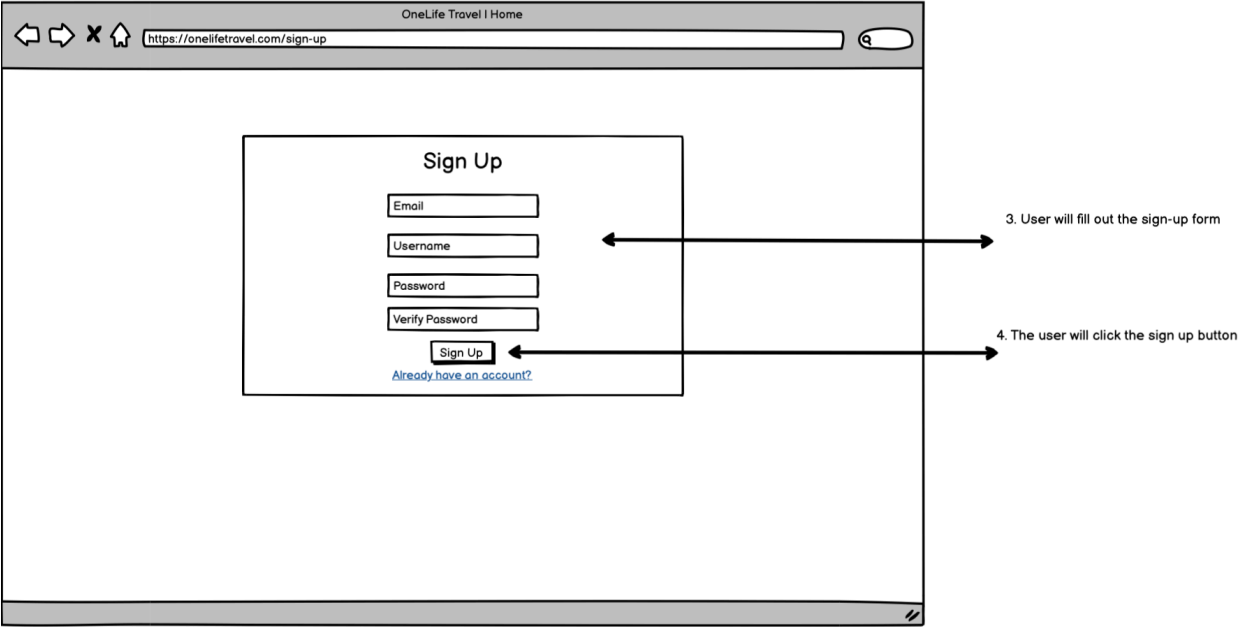 OneLife Travel | Home
https://onelifetravel.com/sign-up
Sign Up
Email
Username
Password
Verify Password
Sign Up
Already have an account?
3. User will fill out the sign-up form
4. The user will click the sign up button